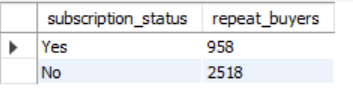 subscription_status repeat_buyers
Yes 958
No 2518